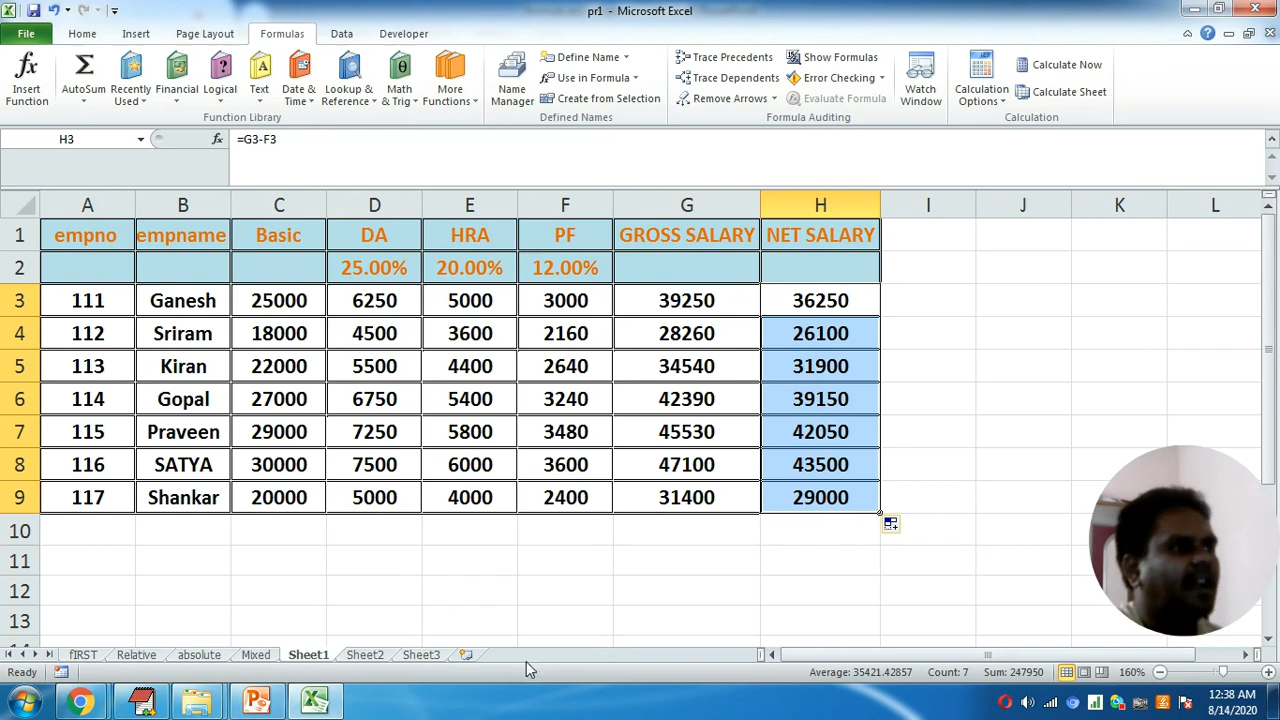 pr1 - Microsoft Excel
File Home Insert Page Layout Formulas Data Developer
Insert Function
AutoSum
Recently Used
Financial
Logical
Text
Date & Time
Lookup & Reference
Math & Trig
More Functions
Function Library
Name Manager
Define Name
Use in Formula
Create from Selection
Defined Names
Trace Precedents
Trace Dependents
Remove Arrows
Show Formulas
Error Checking
Evaluate Formula
Formula Auditing
Watch Window
Calculation Options
Calculate Now
Calculate Sheet
Calculation
H3 fx =G3-F3
A B C D E F G H I J K L
1 empno empname Basic DA HRA PF GROSS SALARY NET SALARY
2 25.00% 20.00% 12.00%
3 111 Ganesh 25000 6250 5000 3000 39250 36250
4 112 Sriram 18000 4500 3600 2160 28260 26100
5 113 Kiran 22000 5500 4400 2640 34540 31900
6 114 Gopal 27000 6750 5400 3240 42390 39150
7 115 Praveen 29000 7250 5800 3480 45530 42050
8 116 SATYA 30000 7500 6000 3600 47100 43500
9 117 Shankar 20000 5000 4000 2400 31400 29000
10
11
12
13
fIRST Relative absolute Mixed Sheet1 Sheet2 Sheet3
Ready Average: 35421.42857 Count: 7 Sum: 247950 160%
12:38 AM
8/14/2020